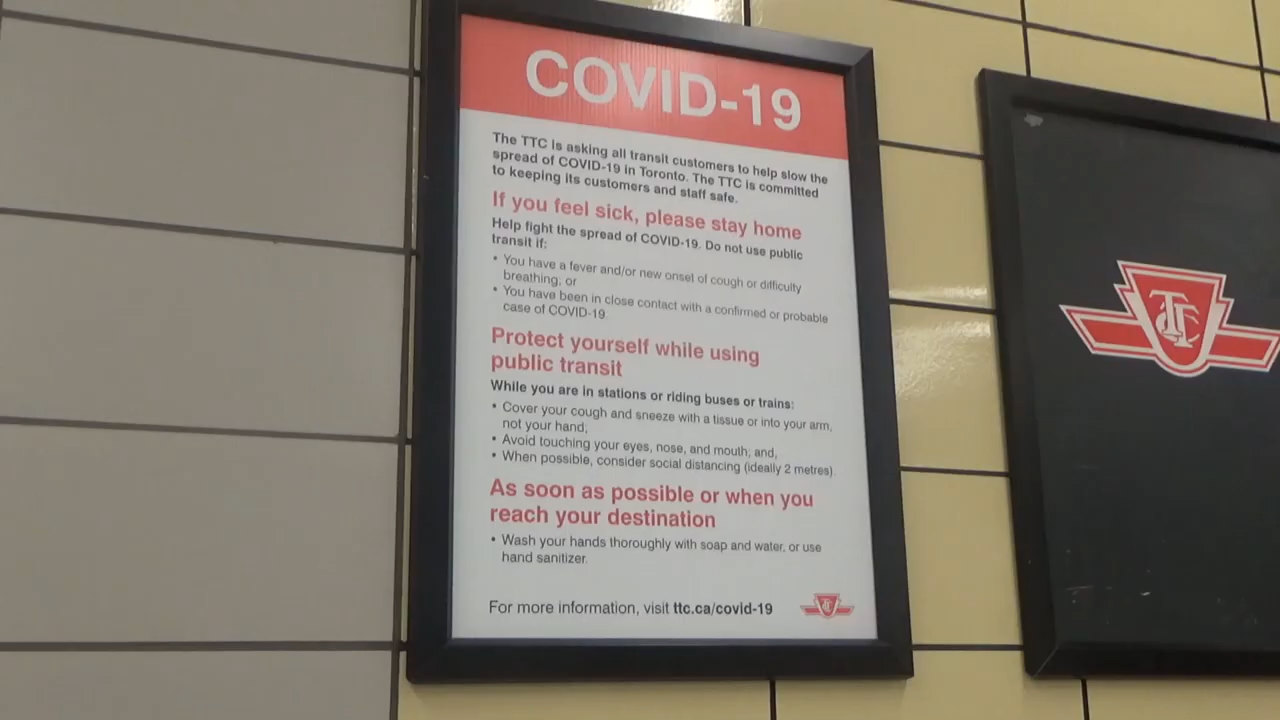 COVID-19
The TTC is asking all transit customers to help slow the
spread of COVID-19 in Toronto. The TTC is committed
to keeping its customers and staff safe.
If you feel sick, please stay home
Help fight the spread of COVID-19. Do not use public
transit if:
• You have a fever and/or new onset of cough or difficulty
breathing; or
• You have been in close contact with a confirmed or probable
case of COVID-19.
Protect yourself while using
public transit
While you are in stations or riding buses or trains:
• Cover your cough and sneeze with a tissue or into your arm,
not your hand;
• Avoid touching your eyes, nose, and mouth; and,
• When possible, consider social distancing (ideally 2 metres).
As soon as possible or when you
reach your destination
• Wash your hands thoroughly with soap and water, or use
hand sanitizer.
For more information, visit ttc.ca/covid-19
TTC
TTC